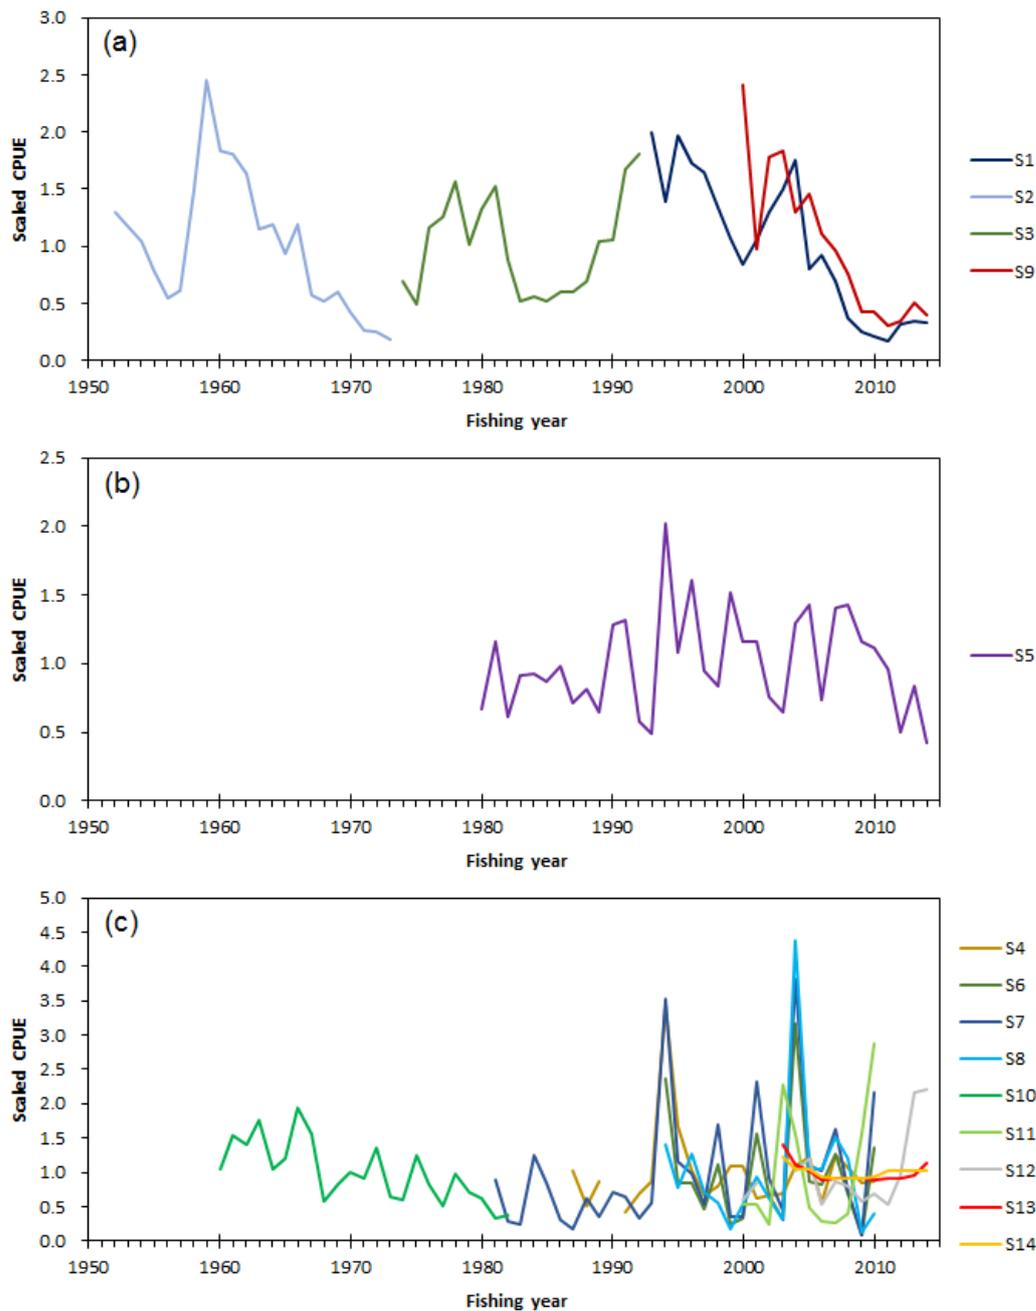 3.0
(a)
2.5
2.0
1.5
1.0
0.5
0.0
Scaled CPUE
S1
S2
S3
S9
1950 1960 1970 1980 1990 2000 2010
Fishing year
2.5
(b)
2.0
1.5
1.0
0.5
0.0
Scaled CPUE
S5
1950 1960 1970 1980 1990 2000 2010
Fishing year
5.0
(c)
4.5
4.0
3.5
3.0
2.5
2.0
1.5
1.0
0.5
0.0
Scaled CPUE
S4
S6
S7
S8
S10
S11
S12
S13
S14
1950 1960 1970 1980 1990 2000 2010
Fishing year